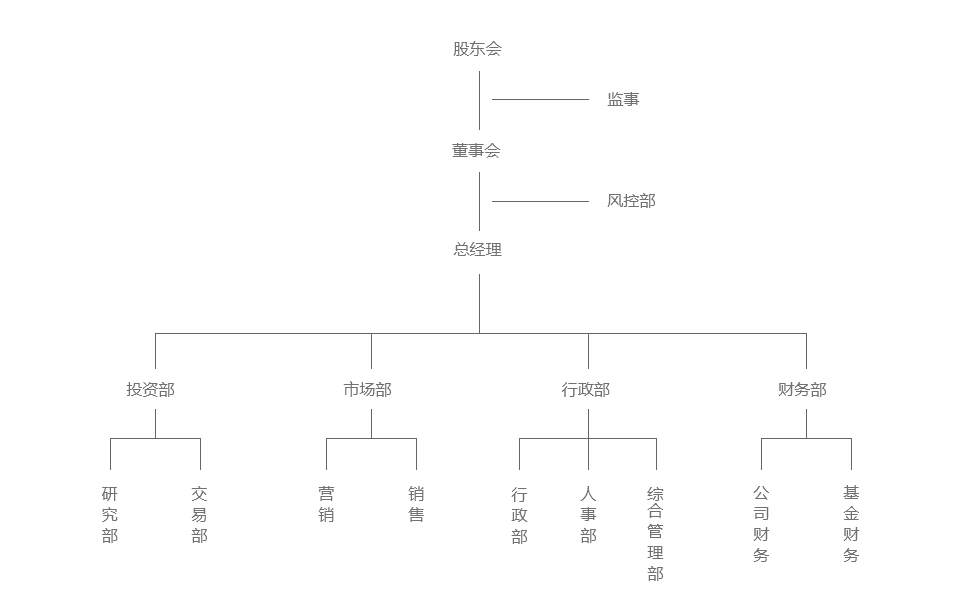 股东会
监事
董事会
风控部
总经理
投资部
市场部
行政部
财务部
研究部
交易部
营销
销售
行政部
人事部
综合管理部
公司财务
基金财务